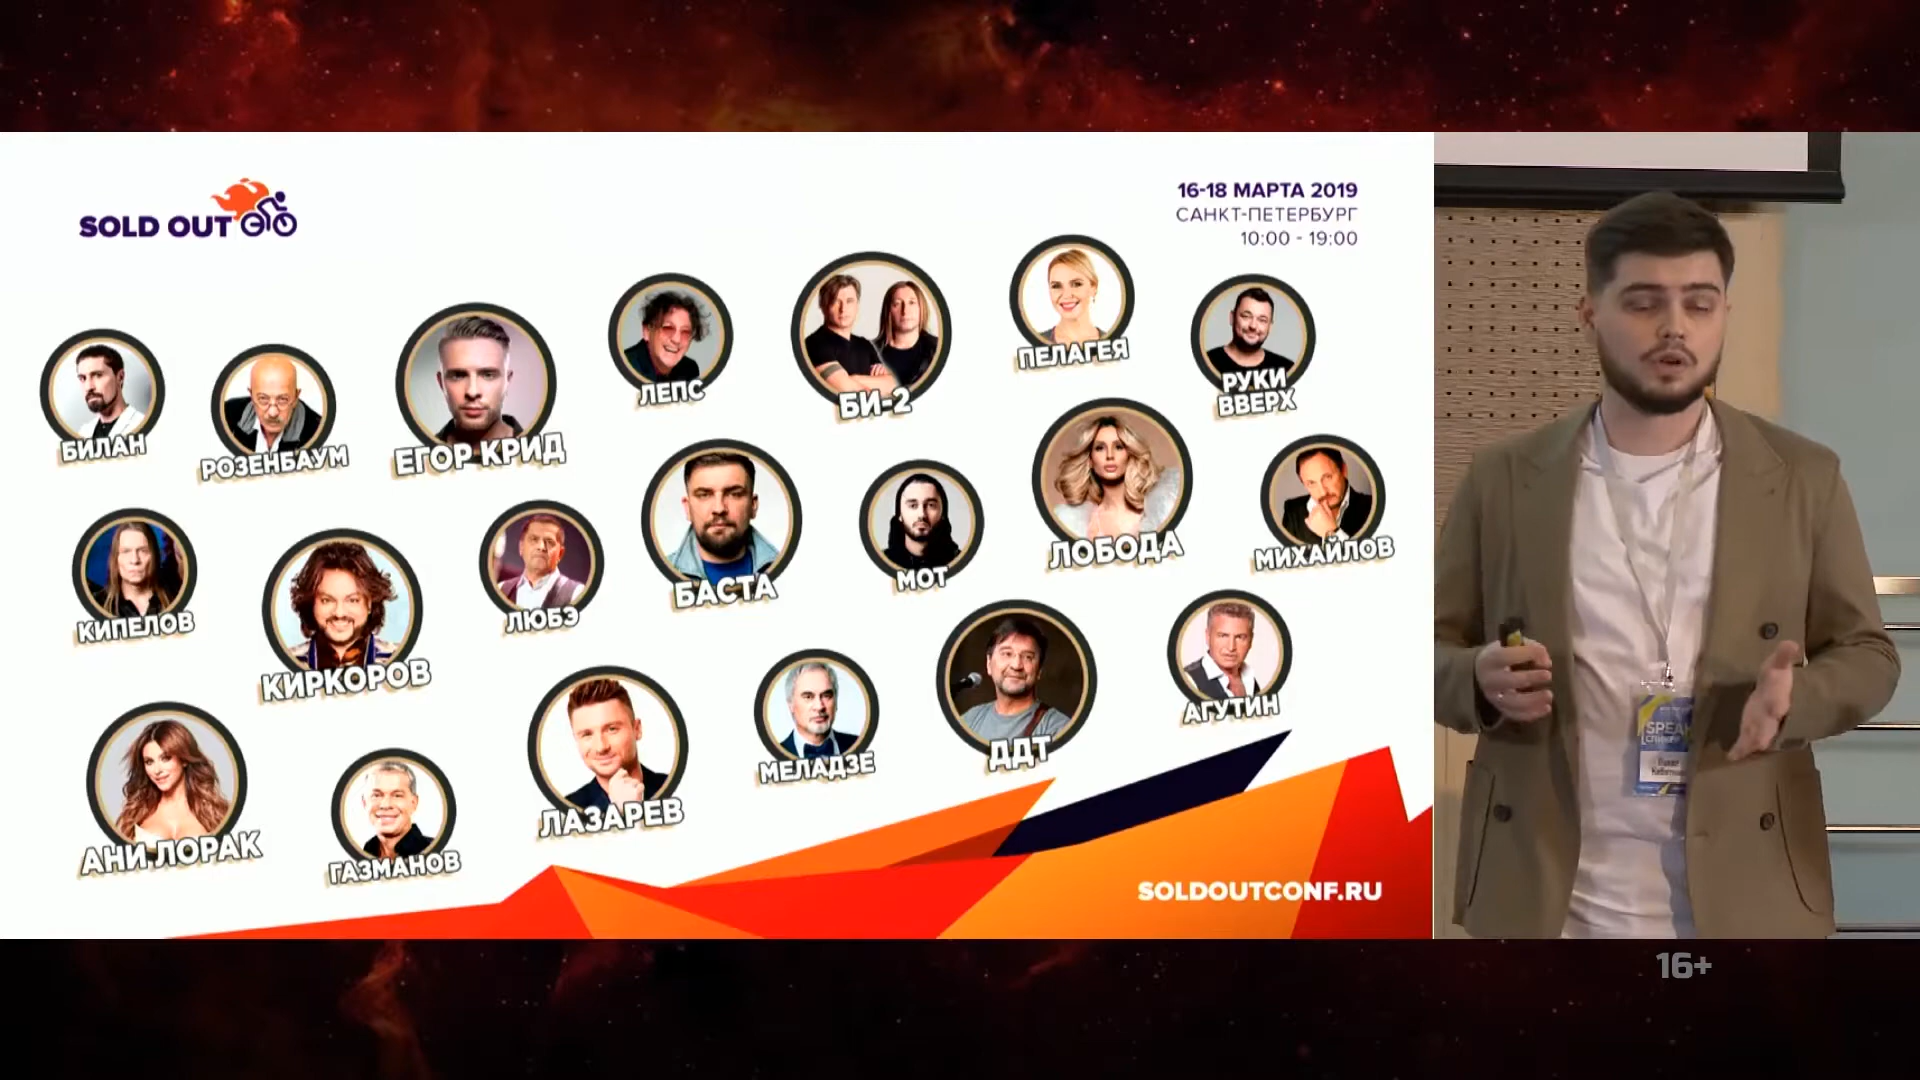 SOLD OUT
16-18 МАРТА 2019
САНКТ-ПЕТЕРБУРГ
10:00 - 19:00
БИЛАН
РОЗЕНБАУМ
ЕГОР КРИД
ЛЕПС
БИ-2
ПЕЛАГЕЯ
РУКИ
ВВЕРХ
КИПЕЛОВ
КИРКОРОВ
ЛЮБЭ
БАСТА
МОТ
ЛОБОДА
МИХАЙЛОВ
АНИ ЛОРАК
ГАЗМАНОВ
ЛАЗАРЕВ
МЕЛАДЗЕ
ДДТ
АГУТИН
SOLDOUTCONF.RU
16+